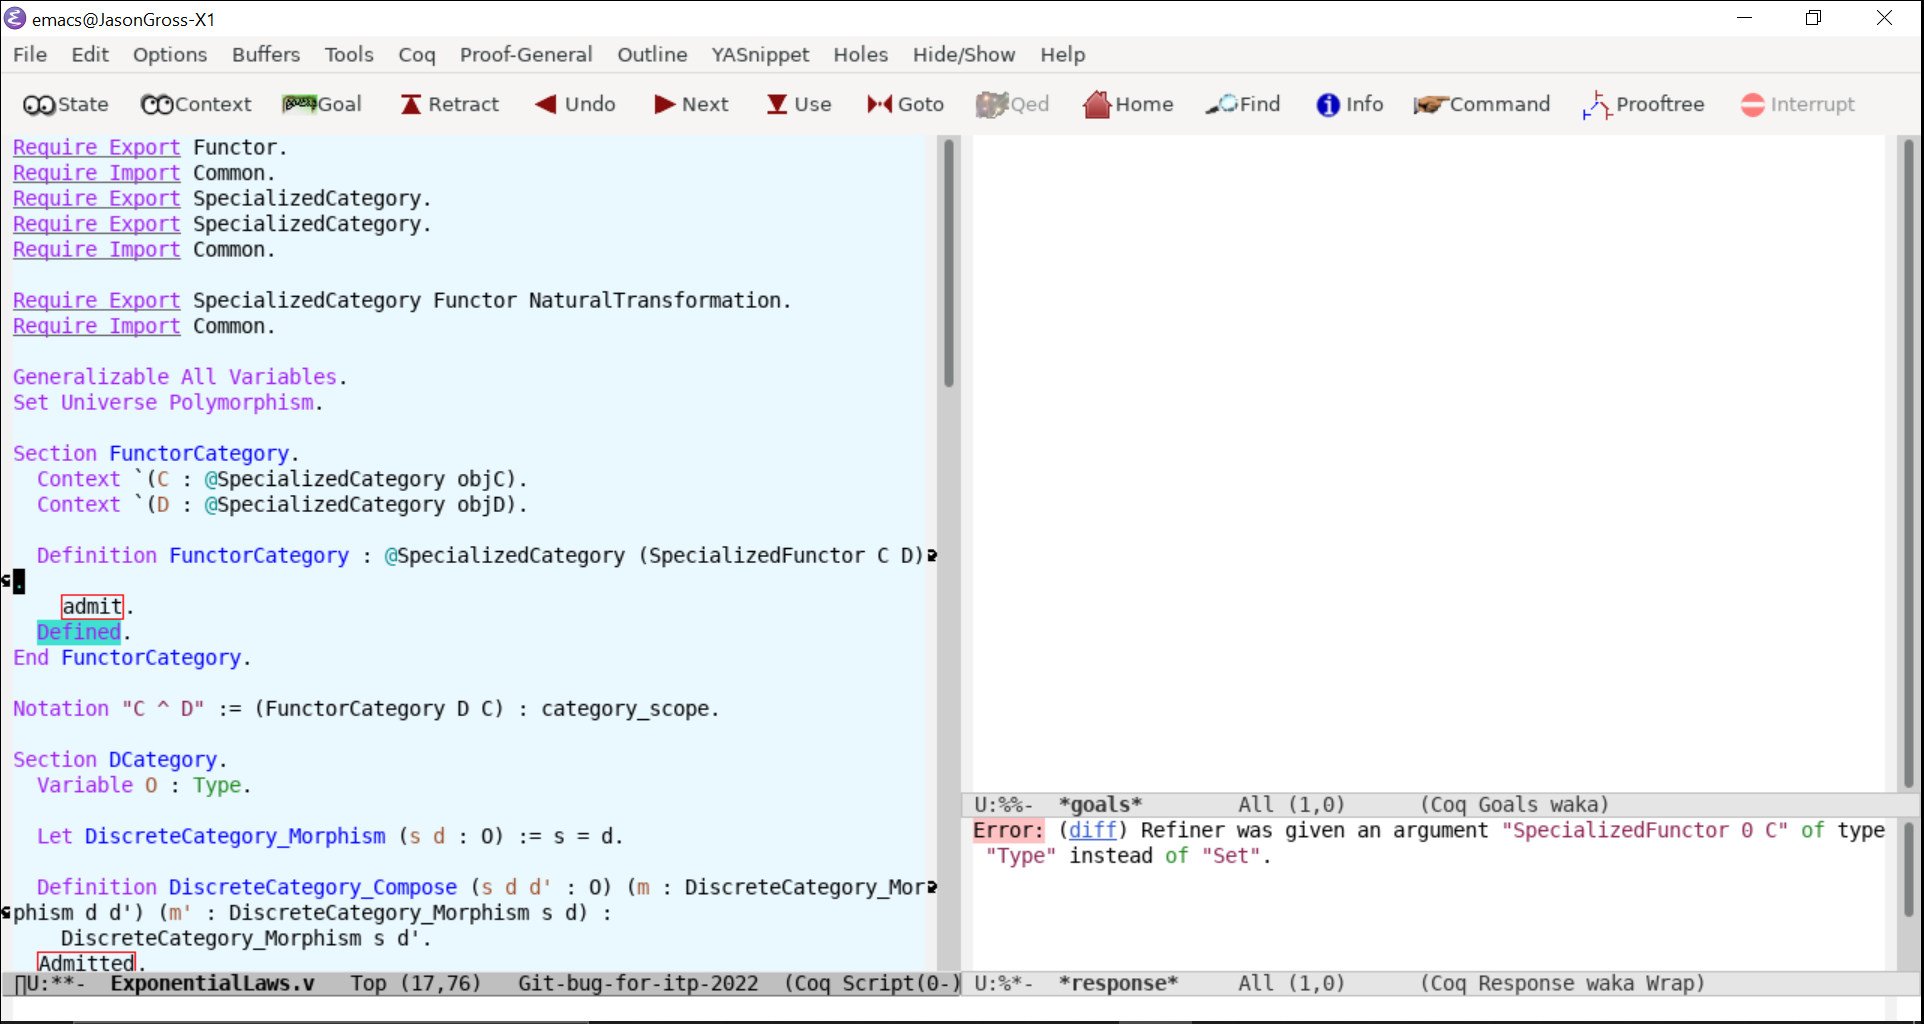 emacs@JasonGross-X1
File Edit Options Buffers Tools Coq Proof-General Outline YASnippet Holes Hide/Show Help
State Context Goal Retract Undo Next Use Goto Qed Home Find Info Command Prooftree Interrupt
Require Export Functor.
Require Import Common.
Require Export SpecializedCategory.
Require Export SpecializedCategory.
Require Import Common.
Require Export SpecializedCategory Functor NaturalTransformation.
Require Import Common.
Generalizable All Variables.
Set Universe Polymorphism.
Section FunctorCategory.
Context `(C : @SpecializedCategory objC).
Context `(D : @SpecializedCategory objD).
Definition FunctorCategory : @SpecializedCategory (SpecializedFunctor C D)
.
admit.
Defined.
End FunctorCategory.
Notation "C ^ D" := (FunctorCategory D C) : category_scope.
Section DCategory.
Variable O : Type.
Let DiscreteCategory_Morphism (s d : O) := s = d.
Definition DiscreteCategory_Compose (s d d' : O) (m : DiscreteCategory_Mor
phism d d') (m' : DiscreteCategory_Morphism s d) :
DiscreteCategory_Morphism s d'.
Admitted.
U:**- ExponentialLaws.v Top (17,76) Git-bug-for-itp-2022 (Coq Script(0-)
U:%%- *goals* All (1,0) (Coq Goals waka)
Error: (diff) Refiner was given an argument "SpecializedFunctor 0 C" of type
"Type" instead of "Set".
U:%*- *response* All (1,0) (Coq Response waka Wrap)